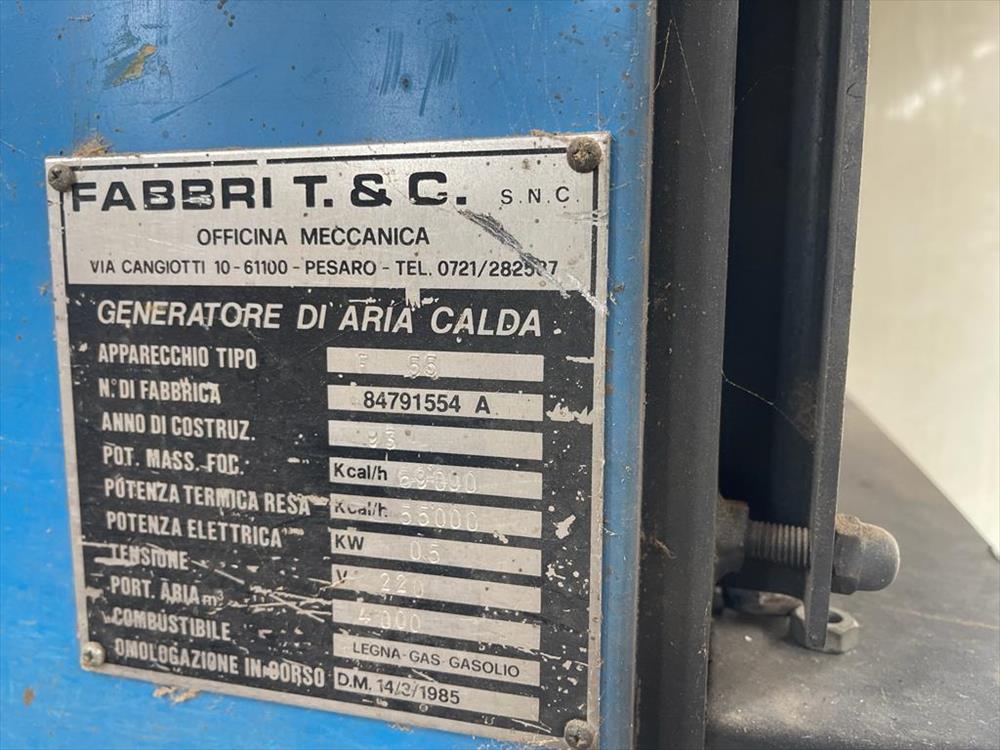 FABBRI T. & C. S.N.C.
OFFICINA MECCANICA
VIA CANGIOTTI 10-61100-PESARO-TEL. 0721/282587
GENERATORE DI ARIA CALDA
APPARECCHIO TIPO F 55
N° DI FABBRICA 84791554 A
ANNO DI COSTRUZ. 93
POT. MASS. FOC. Kcal/h 69000
POTENZA TERMICA RESA Kcal/h 55000
POTENZA ELETTRICA KW 0.5
TENSIONE V 220
PORT. ARIA m³ 4000
COMBUSTIBILE LEGNA-GAS-GASOLIO
OMOLOGAZIONE IN CORSO D.M. 14/3/1985